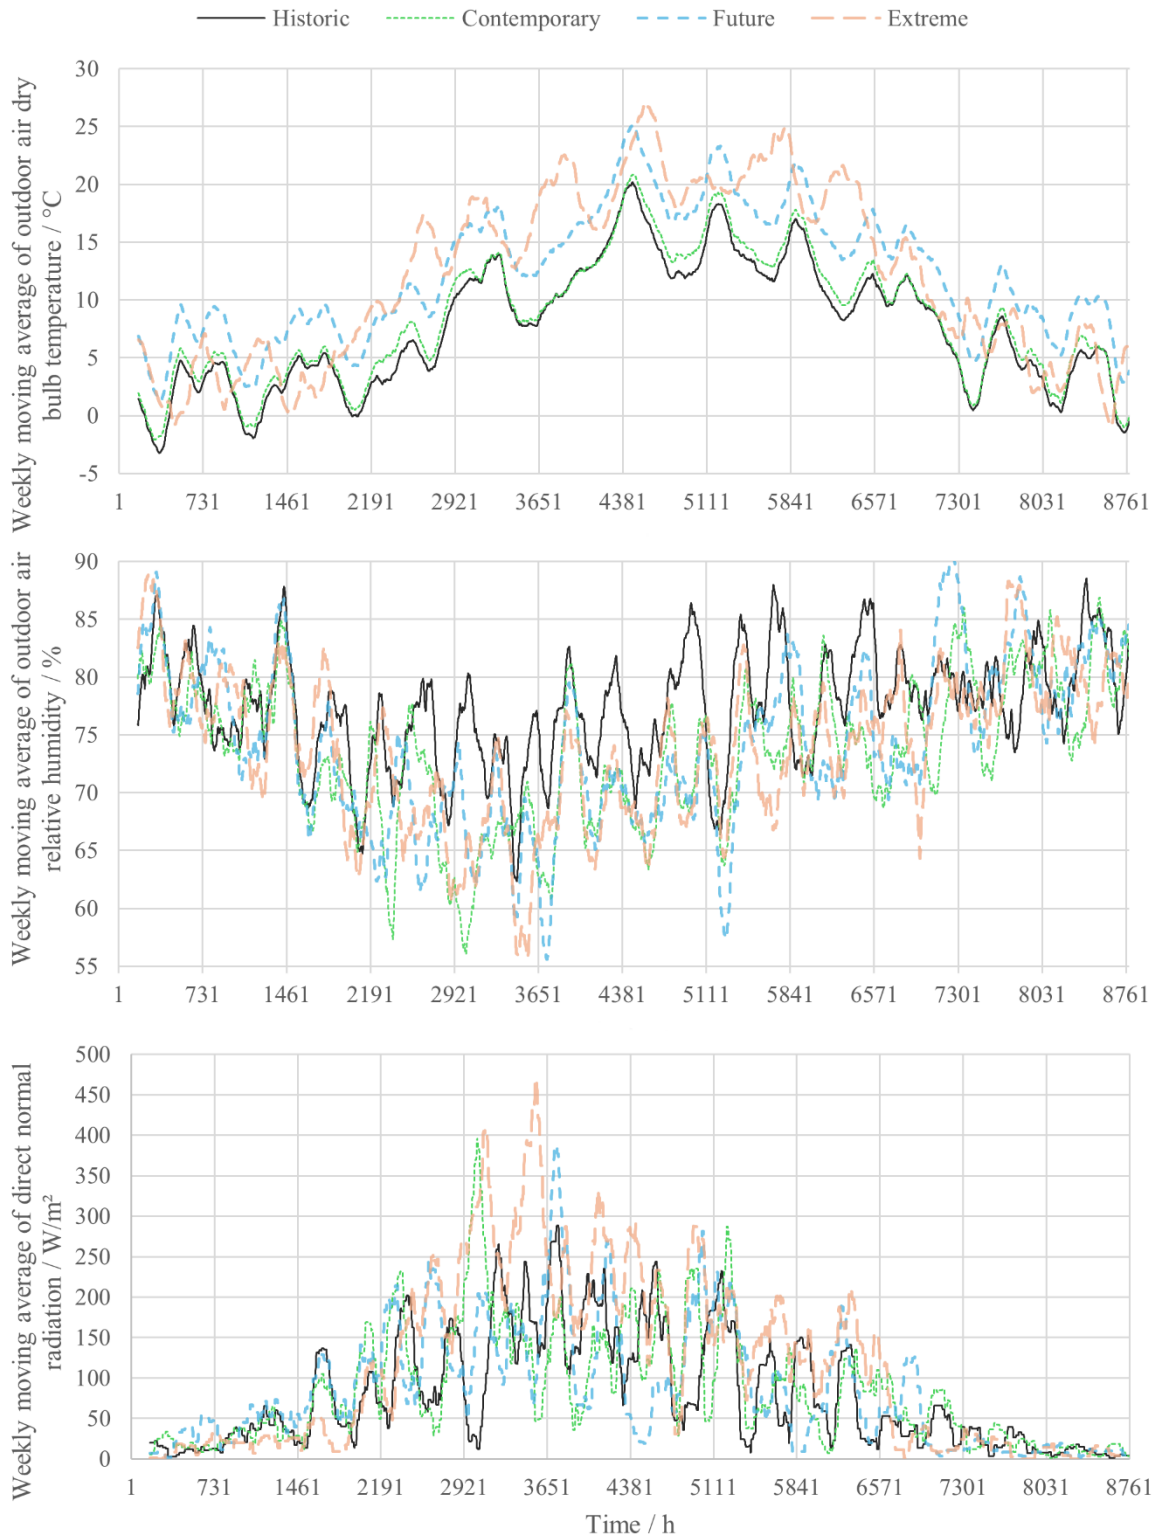 Historic Contemporary Future Extreme
Weekly moving average of outdoor air dry
bulb temperature / °C
30
25
20
15
10
5
0
-5
1 731 1461 2191 2921 3651 4381 5111 5841 6571 7301 8031 8761
Weekly moving average of outdoor air
relative humidity / %
90
85
80
75
70
65
60
55
1 731 1461 2191 2921 3651 4381 5111 5841 6571 7301 8031 8761
Weekly moving average of direct normal
radiation / W/m²
500
450
400
350
300
250
200
150
100
50
0
1 731 1461 2191 2921 3651 4381 5111 5841 6571 7301 8031 8761
Time / h